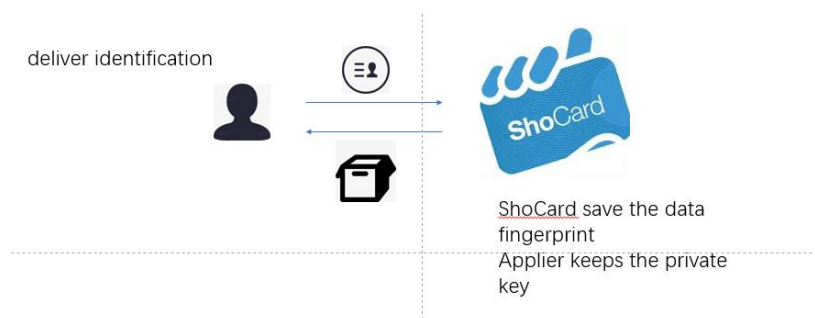 deliver identification
ShoCard
ShoCard save the data
fingerprint
Applier keeps the private
key